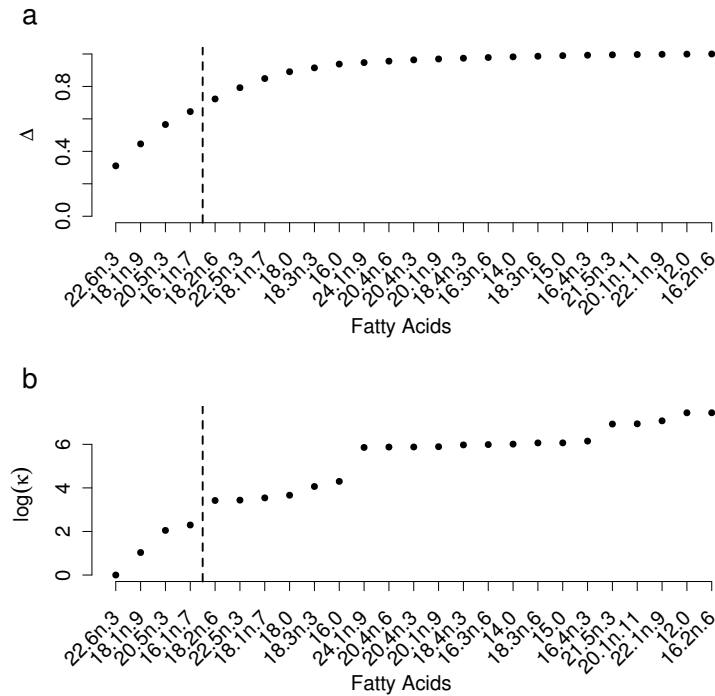 a
Δ
0.0 0.4 0.8
22.6n.3 18.1n.9 20.5n.3 16.1n.7 18.2n.6 22.5n.3 18.1n.7 18.0 18.3n.3 16.0 24.1n.9 20.4n.6 20.4n.3 20.1n.9 18.4n.3 16.3n.6 14.0 18.3n.6 15.0 16.4n.3 21.5n.3 20.1n.11 22.1n.9 12.0 16.2n.6
Fatty Acids
b
log(κ)
0 2 4 6
22.6n.3 18.1n.9 20.5n.3 16.1n.7 18.2n.6 22.5n.3 18.1n.7 18.0 18.3n.3 16.0 24.1n.9 20.4n.6 20.4n.3 20.1n.9 18.4n.3 16.3n.6 14.0 18.3n.6 15.0 16.4n.3 21.5n.3 20.1n.11 22.1n.9 12.0 16.2n.6
Fatty Acids